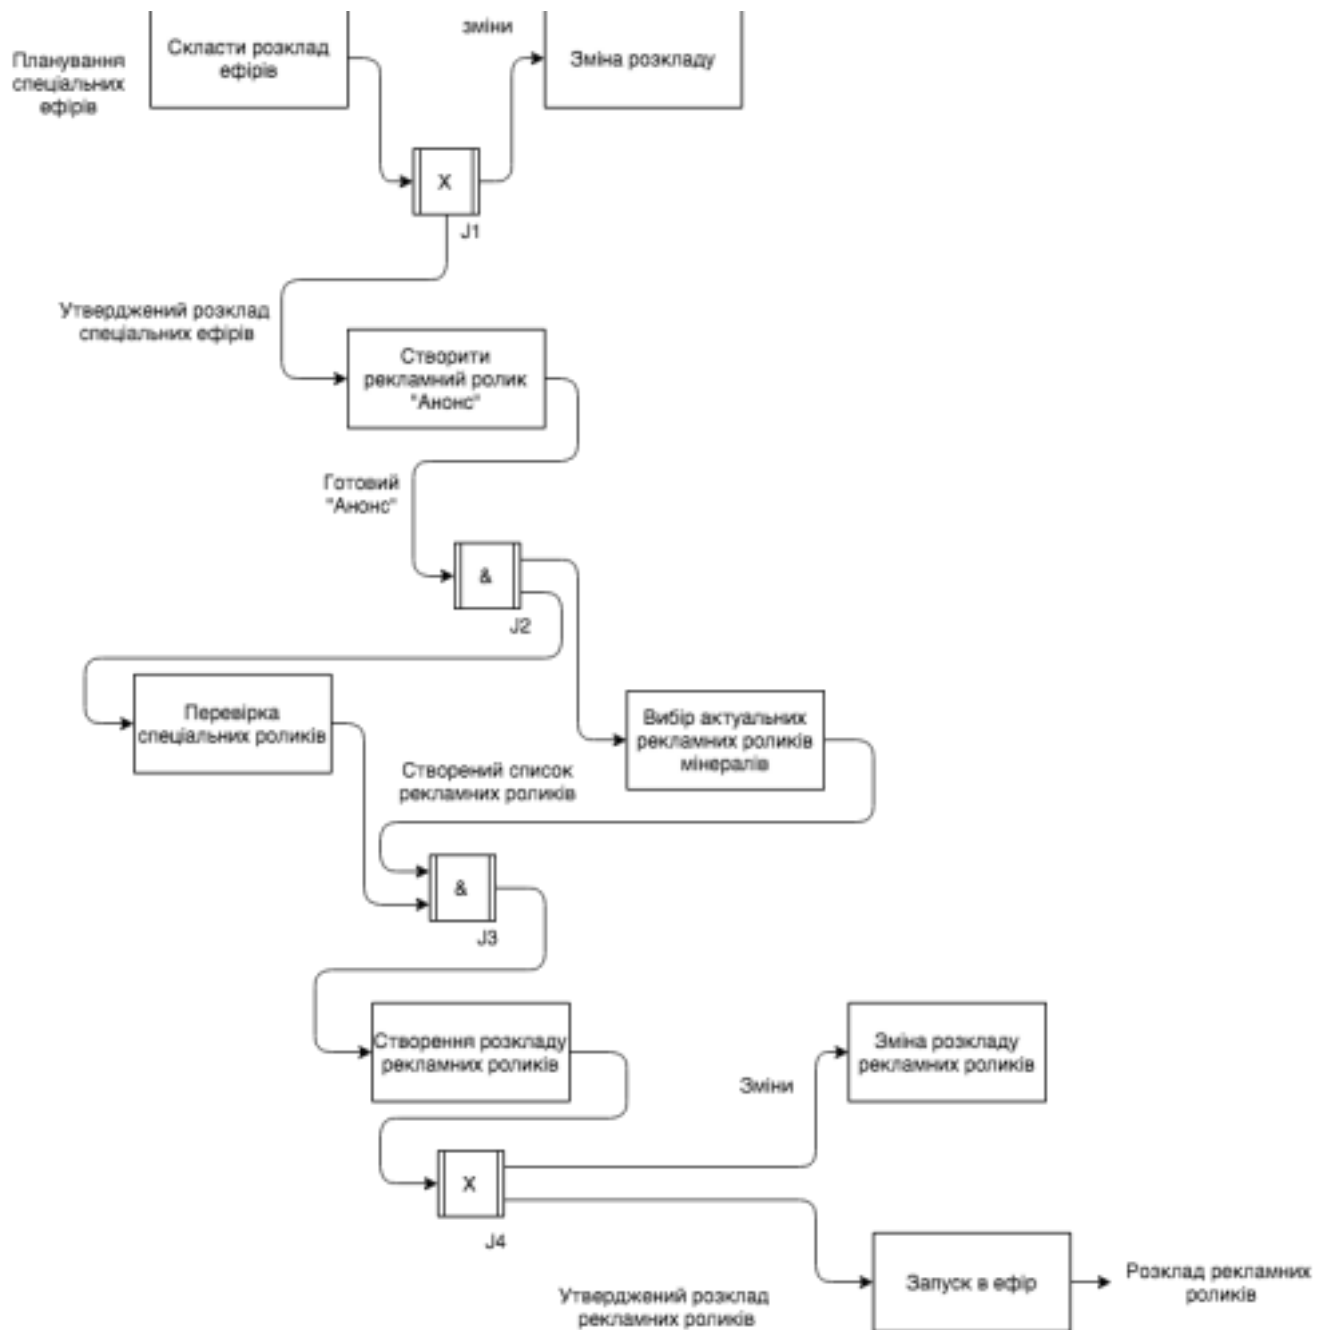 зміни
Скласти розклад
ефірів
Зміна розкладу
Планування
спеціальних
ефірів
X
J1
Утверджений розклад
спеціальних ефірів
Створити
рекламний ролик
"Анонс"
Готовий
"Анонс"
&
J2
Перевірка
спеціальних роликів
Вибір актуальних
рекламних роликів
мінералів
Створений список
рекламних роликів
&
J3
Створення розкладу
рекламних роликів
Зміна розкладу
рекламних роликів
Зміни
X
J4
Запуск в ефір
Розклад рекламних
роликів
Утверджений розклад
рекламних роликів